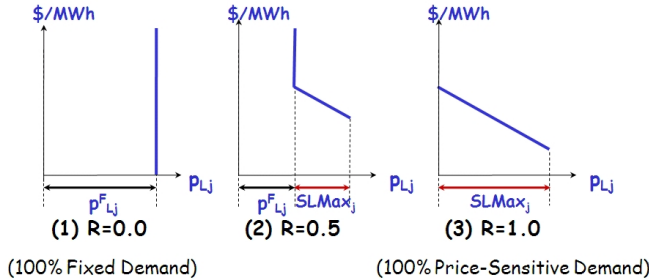 $/MWh $/MWh $/MWh
pLj pLj pLj
pFLj pFLj SLMaxj SLMaxj
(1) R=0.0 (2) R=0.5 (3) R=1.0
(100% Fixed Demand) (100% Price-Sensitive Demand)